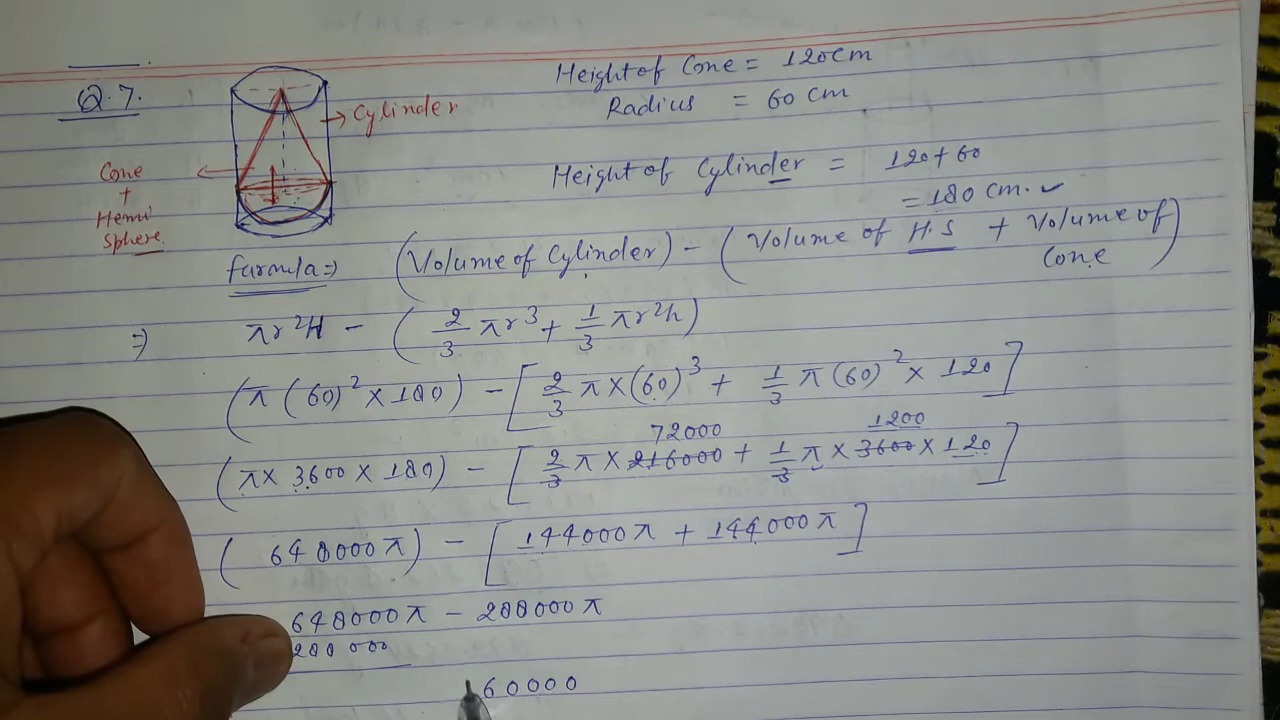 Q.7.
Height of Cone = 120cm
Radius = 60 cm
→ Cylinder
Cone
+
Hemi
sphere
Height of Cylinder = 120+60
= 180 cm. ✓
formula ⇒ (Volume of Cylinder) - (Volume of H.S + Volume of Cone)
⇒ πr²H - (2/3 πr³ + 1/3 πr²h)
(π (60)² × 180) - [2/3 π×(60)³ + 1/3 π(60)² × 120]
72000 1200
(π× 3600 × 180) - [2/3 π × 216000 + 1/3 π × 3600 × 120]
(648000π) - [144000π + 144000π]
648000π - 288000π
288000
60000